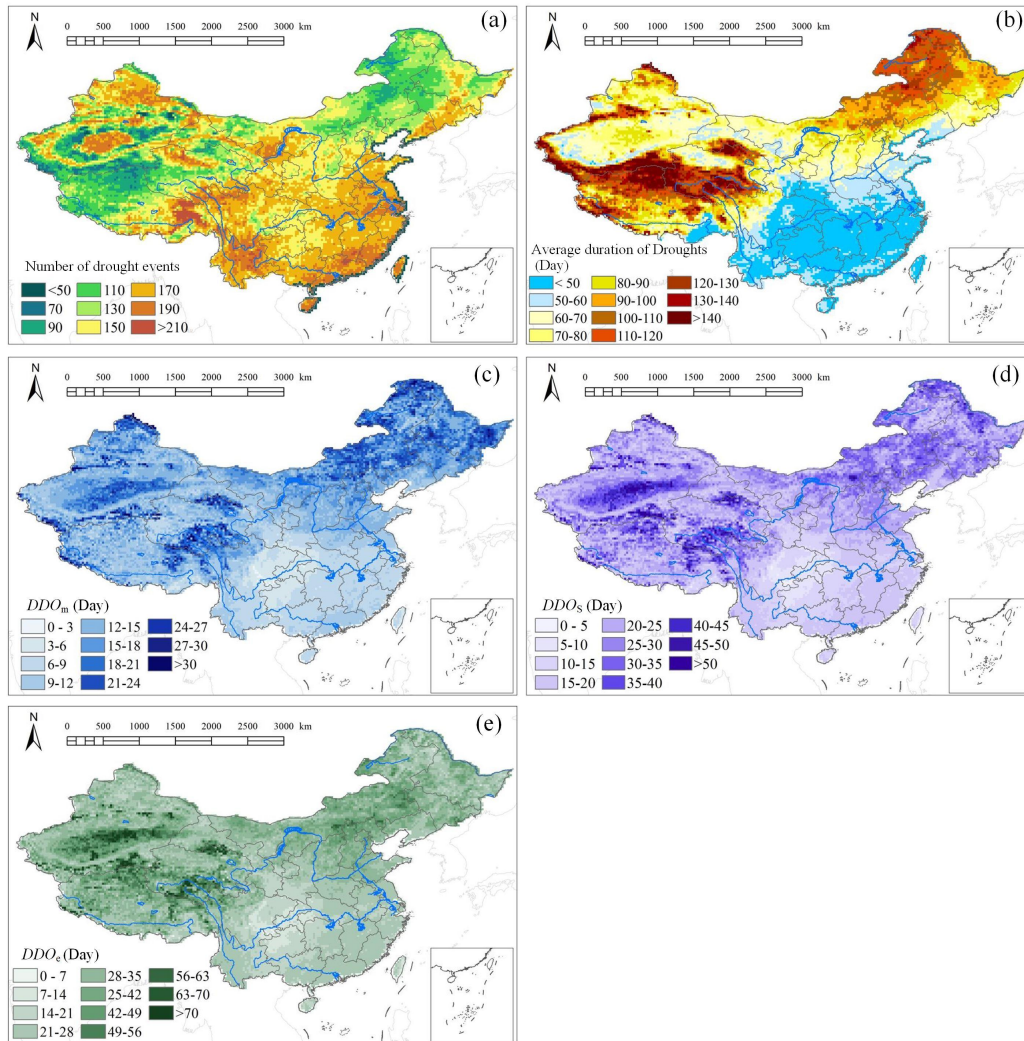 (a)
N
0 500 1000 1500 2000 3000 km
Number of drought events
<50 110 170
70 130 190
90 150 >210
(b)
N
0 500 1000 1500 2000 3000 km
Average duration of Droughts
(Day)
< 50 80-90 120-130
50-60 90-100 130-140
60-70 100-110 >140
70-80 110-120
(c)
N
0 500 1000 1500 2000 3000 km
DDOm (Day)
0 - 3 12-15 24-27
3-6 15-18 27-30
6-9 18-21 >30
9-12 21-24
(d)
N
0 500 1000 1500 2000 3000 km
DDOS (Day)
0 - 5 20-25 40-45
5-10 25-30 45-50
10-15 30-35 >50
15-20 35-40
(e)
N
0 500 1000 1500 2000 3000 km
DDOe (Day)
0 - 7 28-35 56-63
7-14 25-42 63-70
14-21 42-49 >70
21-28 49-56